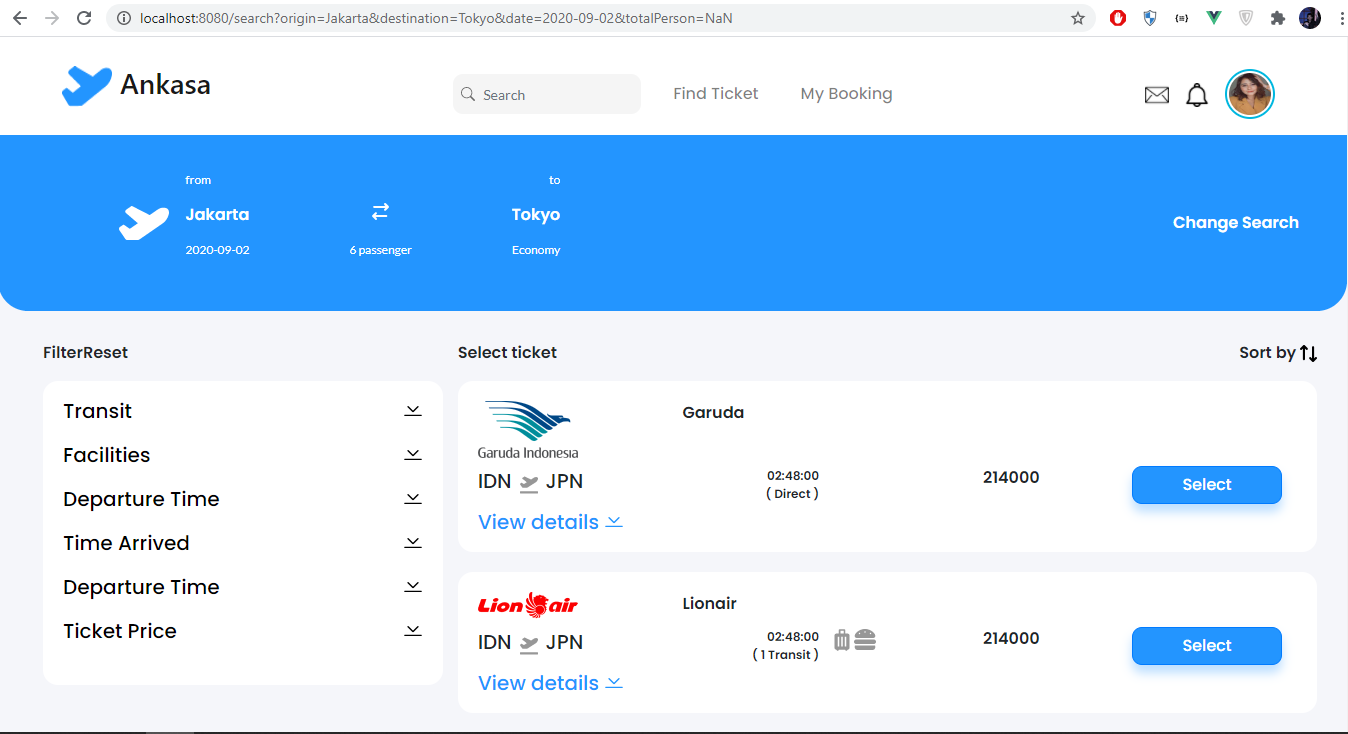 localhost:8080/search?origin=Jakarta&destination=Tokyo&date=2020-09-02&totalPerson=NaN
Ankasa
Search
Find Ticket
My Booking
from
to
Jakarta
Tokyo
Change Search
2020-09-02
6 passenger
Economy
FilterReset
Select ticket
Sort by
Transit
Facilities
Departure Time
Time Arrived
Departure Time
Ticket Price
Garuda Indonesia
Garuda
IDN JPN
02:48:00
( Direct )
214000
Select
View details
Lion air
Lionair
IDN JPN
02:48:00
( 1 Transit )
214000
Select
View details